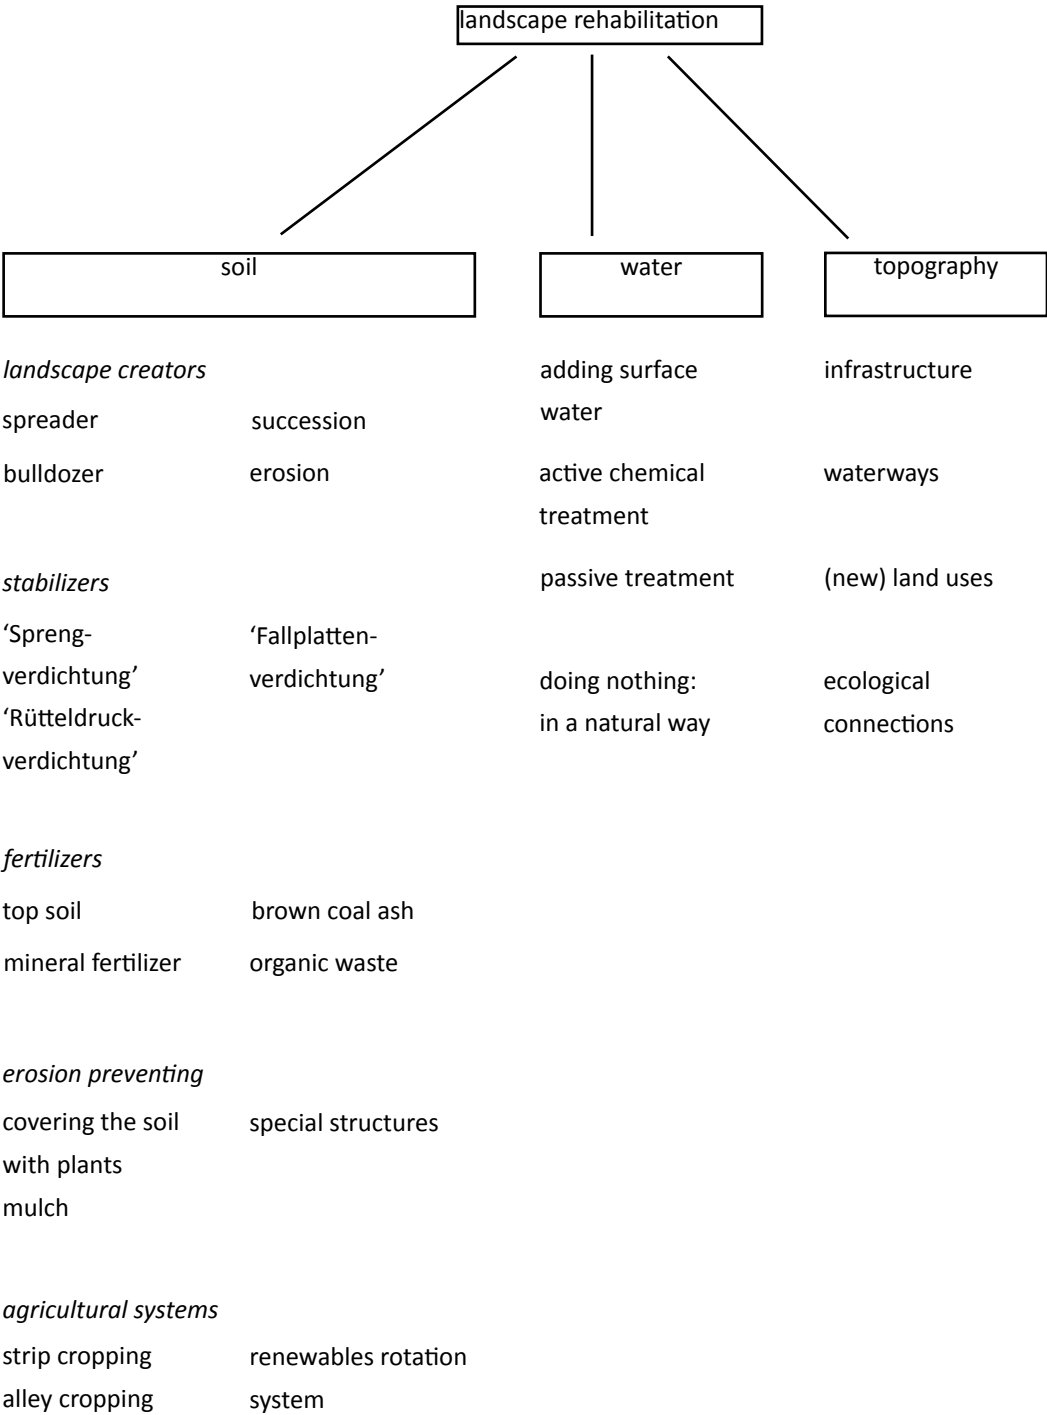 landscape rehabilitation
soil
water
topography
landscape creators
spreader
succession
bulldozer
erosion
stabilizers
‘Spreng-
verdichtung’
‘Rütteldruck-
verdichtung’
‘Fallplatten-
verdichtung’
fertilizers
top soil
brown coal ash
mineral fertilizer
organic waste
erosion preventing
covering the soil
with plants
mulch
special structures
agricultural systems
strip cropping
alley cropping
renewables rotation
system
adding surface
water
active chemical
treatment
passive treatment
doing nothing:
in a natural way
infrastructure
waterways
(new) land uses
ecological
connections